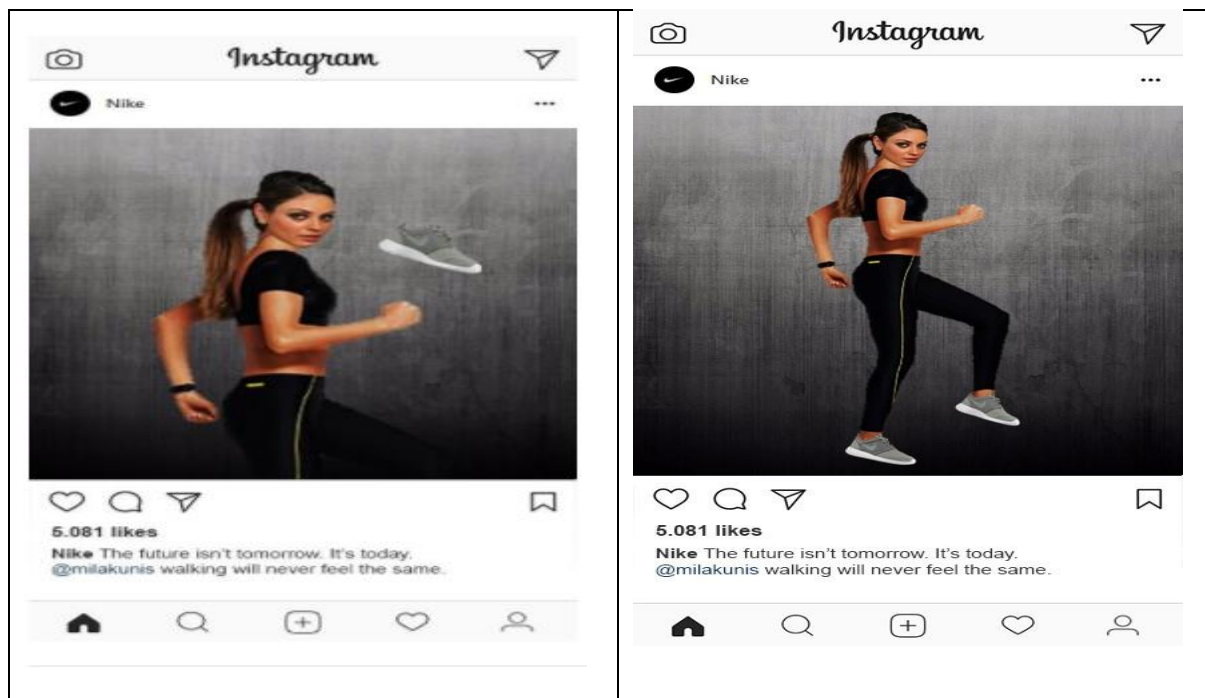 Instagram
Nike
5.081 likes
Nike The future isn't tomorrow. It's today.
@milakunis walking will never feel the same.
Instagram
Nike
5.081 likes
Nike The future isn't tomorrow. It's today.
@milakunis walking will never feel the same.